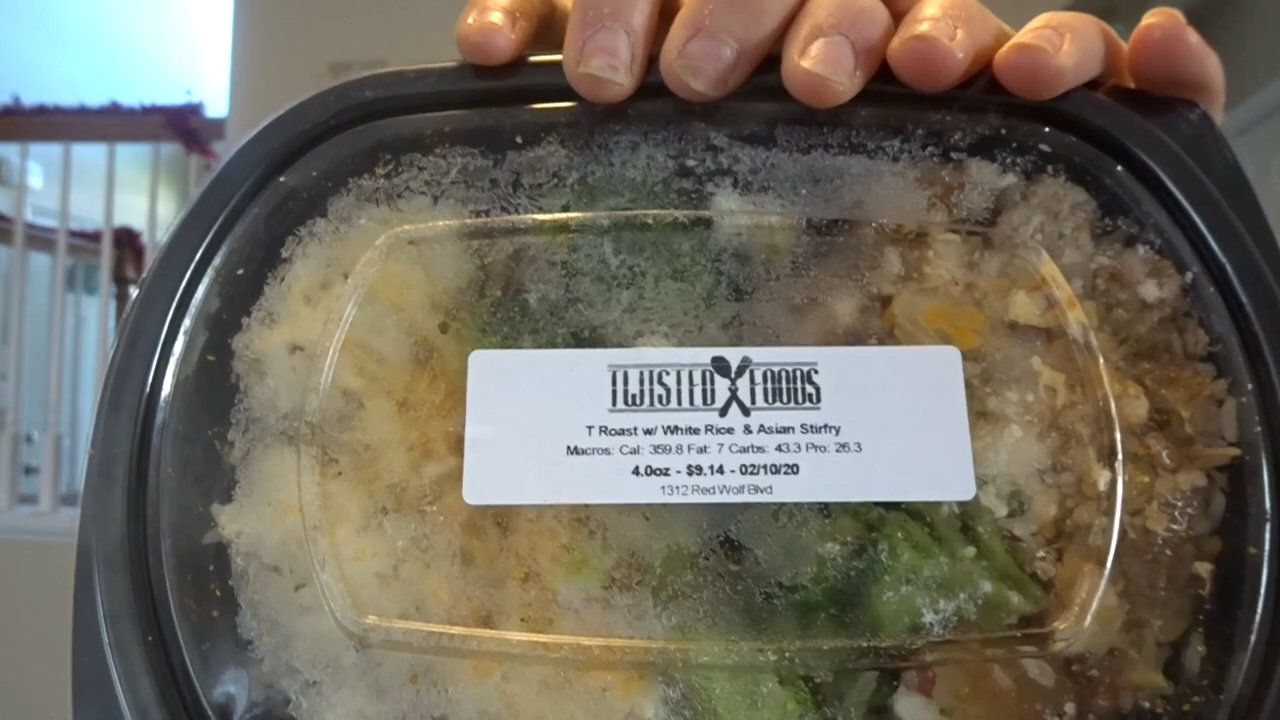 TWISTED FOODS
T Roast w/ White Rice & Asian Stirfry
Macros: Cal: 359.8 Fat: 7 Carbs: 43.3 Pro: 26.3
4.0oz - $9.14 - 02/10/20
1312 Red Wolf Blvd